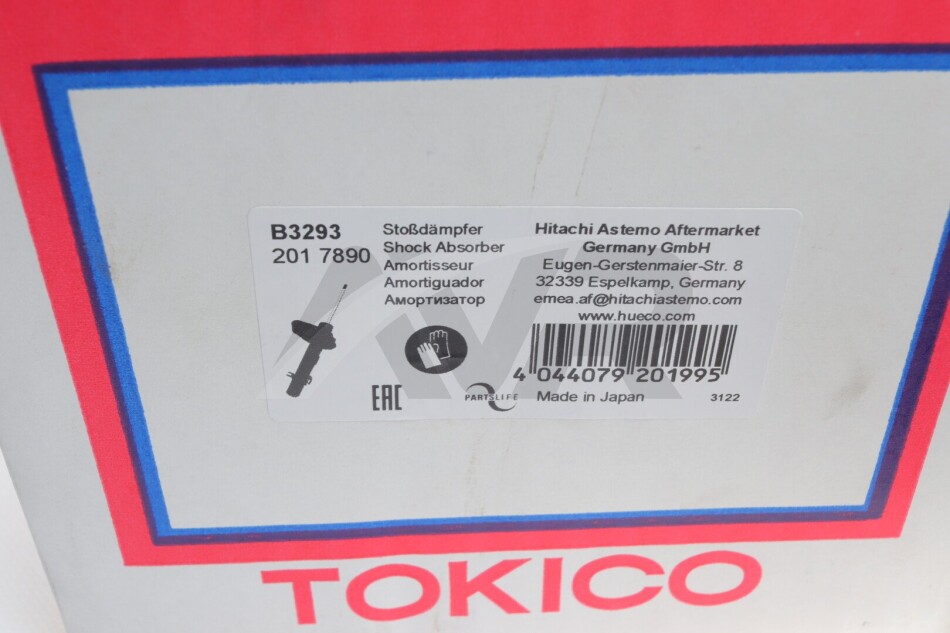 B3293
201 7890
Stoßdämpfer
Shock Absorber
Amortisseur
Amortiguador
Амортизатор
Hitachi Astemo Aftermarket
Germany GmbH
Eugen-Gerstenmaier-Str. 8
32339 Espelkamp, Germany
emea.af@hitachiastemo.com
www.hueco.com
4 044079 201995
EAC
PARTSLIFE
Made in Japan
3122
TOKICO